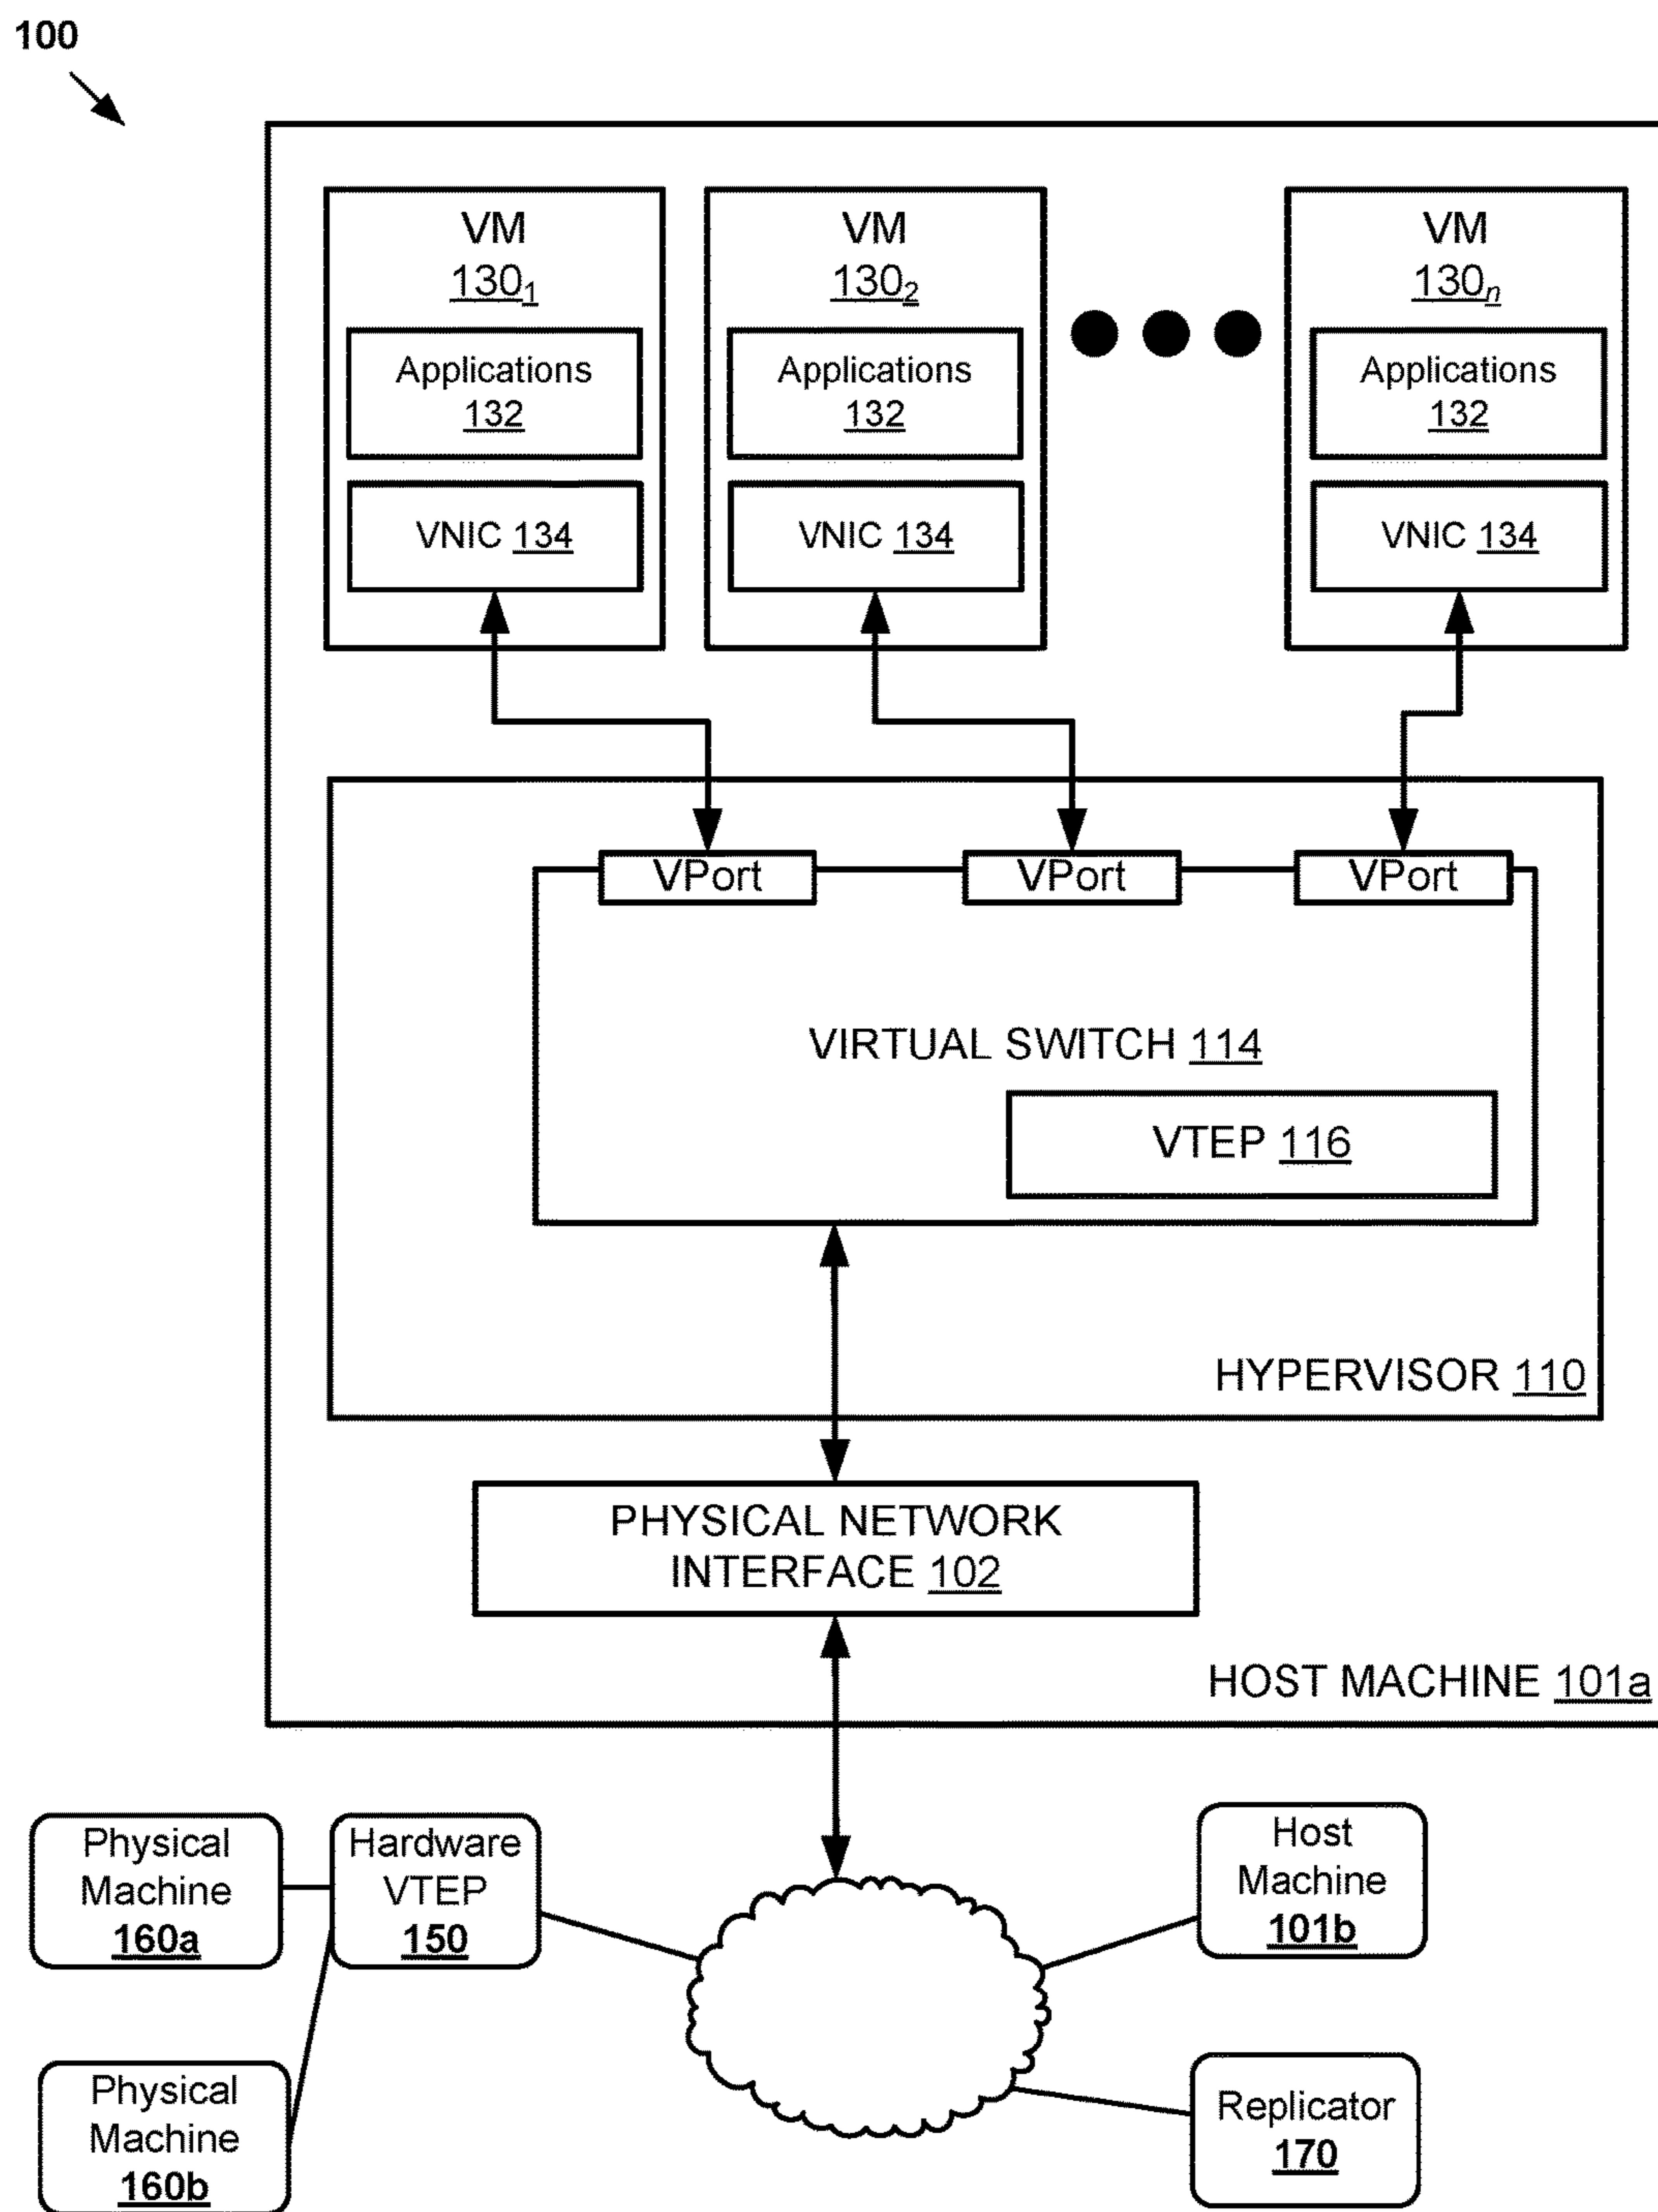 100
VM
130₁
Applications
132
VNIC 134
VM
130₂
Applications
132
VNIC 134
VM
130ₙ
Applications
132
VNIC 134
VPort
VPort
VPort
VIRTUAL SWITCH 114
VTEP 116
HYPERVISOR 110
PHYSICAL NETWORK
INTERFACE 102
HOST MACHINE 101a
Physical
Machine
160a
Hardware
VTEP
150
Host
Machine
101b
Physical
Machine
160b
Replicator
170